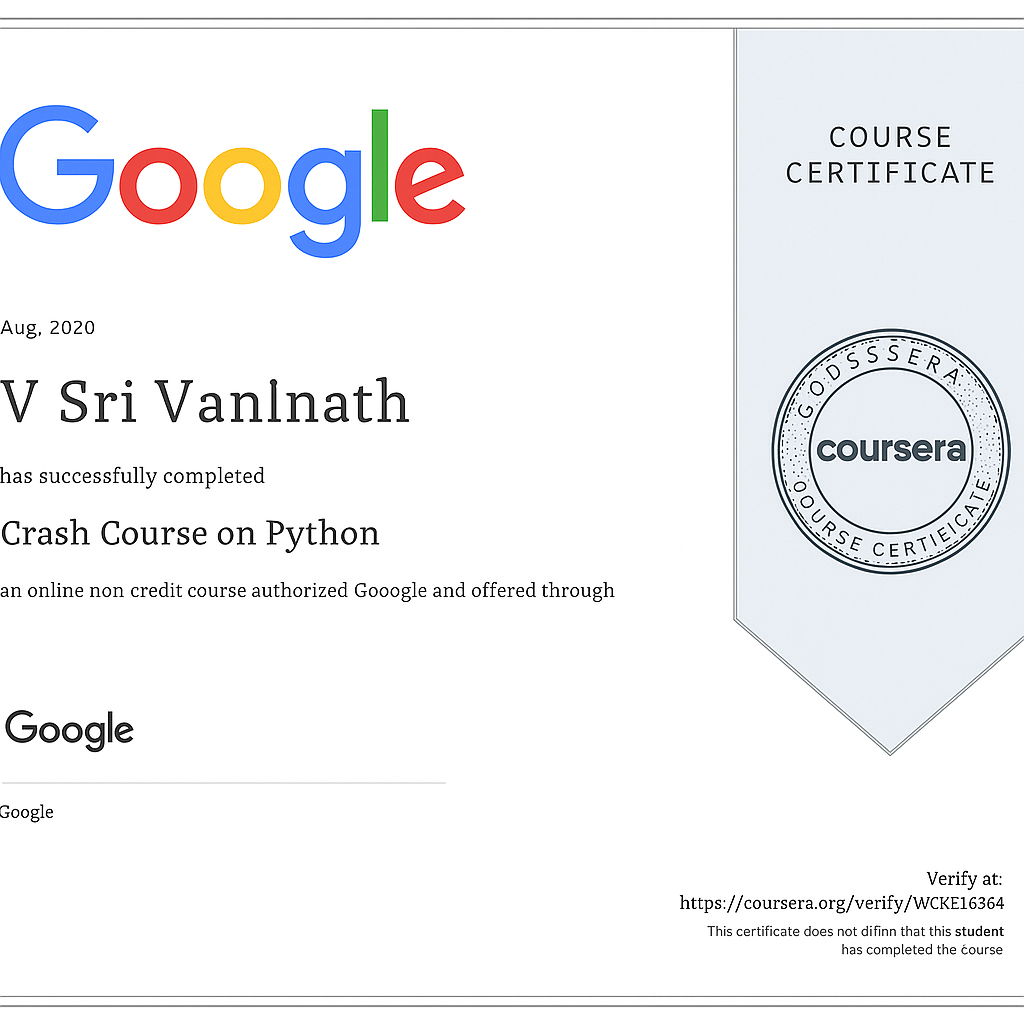 Google
COURSE
CERTIFICATE
Aug, 2020
V Sri Vanlnath
has successfully completed
Crash Course on Python
an online non credit course authorized Gooogle and offered through
GODSSSERA
coursera
OOURSE CERTIEICATE
Google
Google
Verify at:
https://coursera.org/verify/WCKE16364
This certificate does not difinn that this student
has completed the ċourse